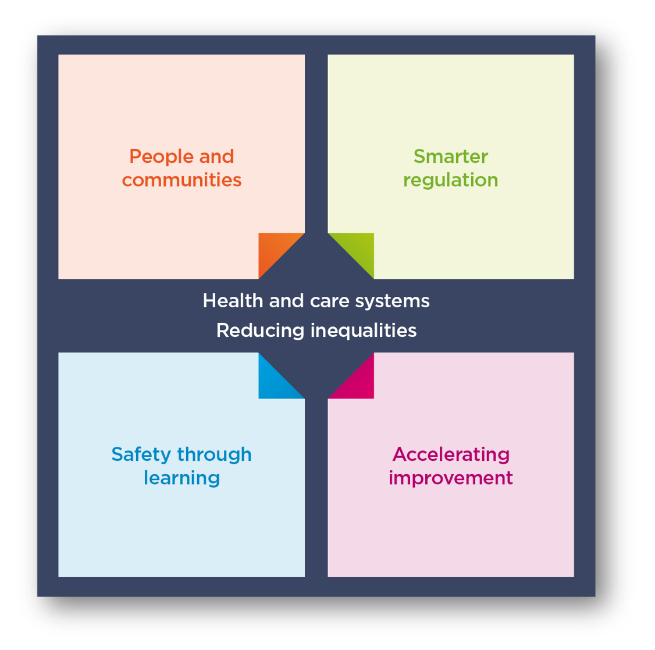 People and
communities
Smarter
regulation
Health and care systems
Reducing inequalities
Safety through
learning
Accelerating
improvement